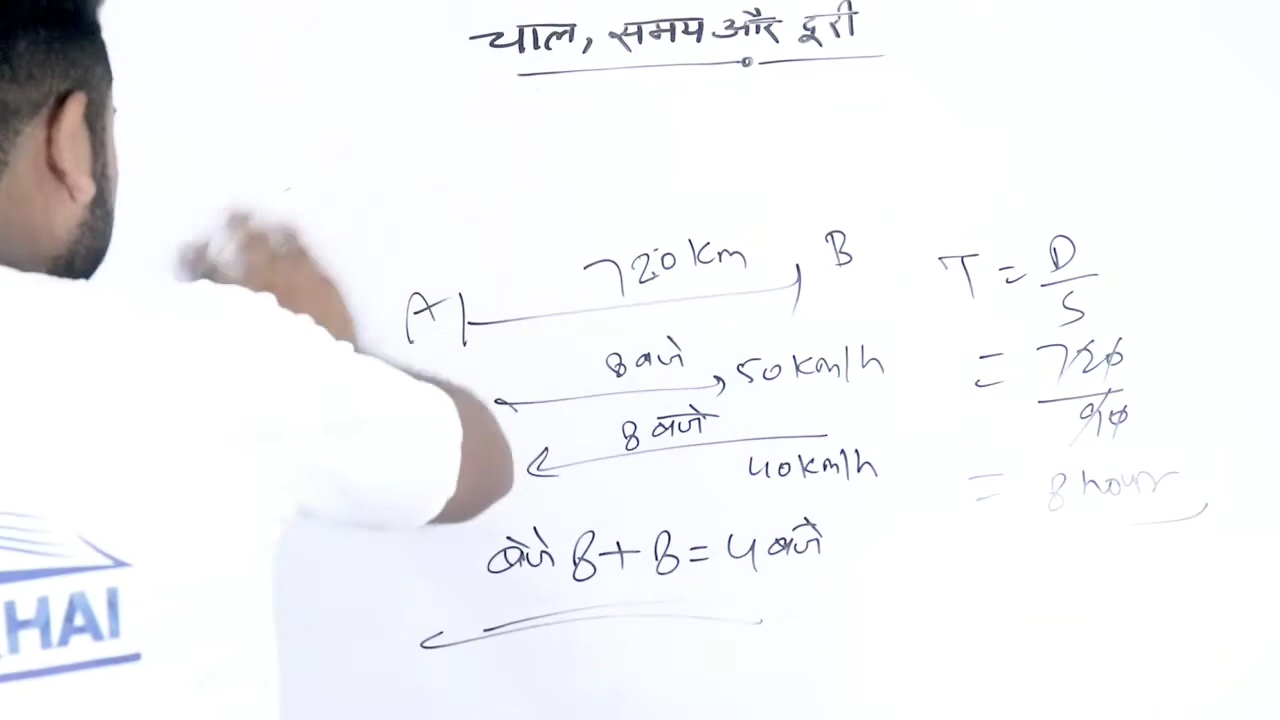 चाल, समय और दूरी
A 720 km B
8 बजे 50 km/h
8 बजे
40 km/h
बजे 8 + 8 = 4 बजे
T = D/S
= 720/90
= 8 hour
HAI